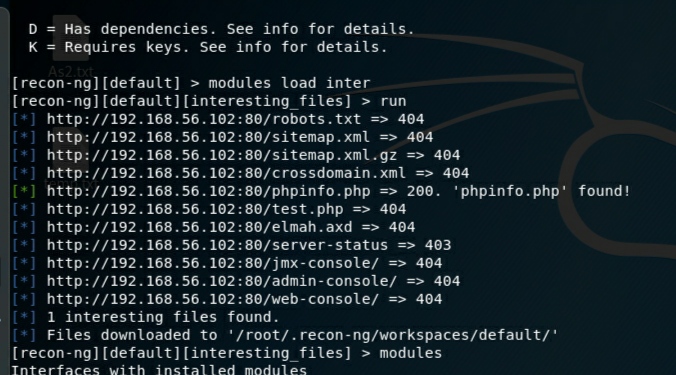 D = Has dependencies. See info for details.
K = Requires keys. See info for details.
As2.txt
[recon-ng][default] > modules load inter
[recon-ng][default][interesting_files] > run
[*] http://192.168.56.102:80/robots.txt => 404
[*] http://192.168.56.102:80/sitemap.xml => 404
[*] http://192.168.56.102:80/sitemap.xml.gz => 404
[*] http://192.168.56.102:80/crossdomain.xml => 404
[*] http://192.168.56.102:80/phpinfo.php => 200. 'phpinfo.php' found!
[*] http://192.168.56.102:80/test.php => 404
[*] http://192.168.56.102:80/elmah.axd => 404
[*] http://192.168.56.102:80/server-status => 403
[*] http://192.168.56.102:80/jmx-console/ => 404
[*] http://192.168.56.102:80/admin-console/ => 404
[*] http://192.168.56.102:80/web-console/ => 404
[*] 1 interesting files found.
[*] Files downloaded to '/root/.recon-ng/workspaces/default/'
[recon-ng][default][interesting_files] > modules
Interfaces with installed modules